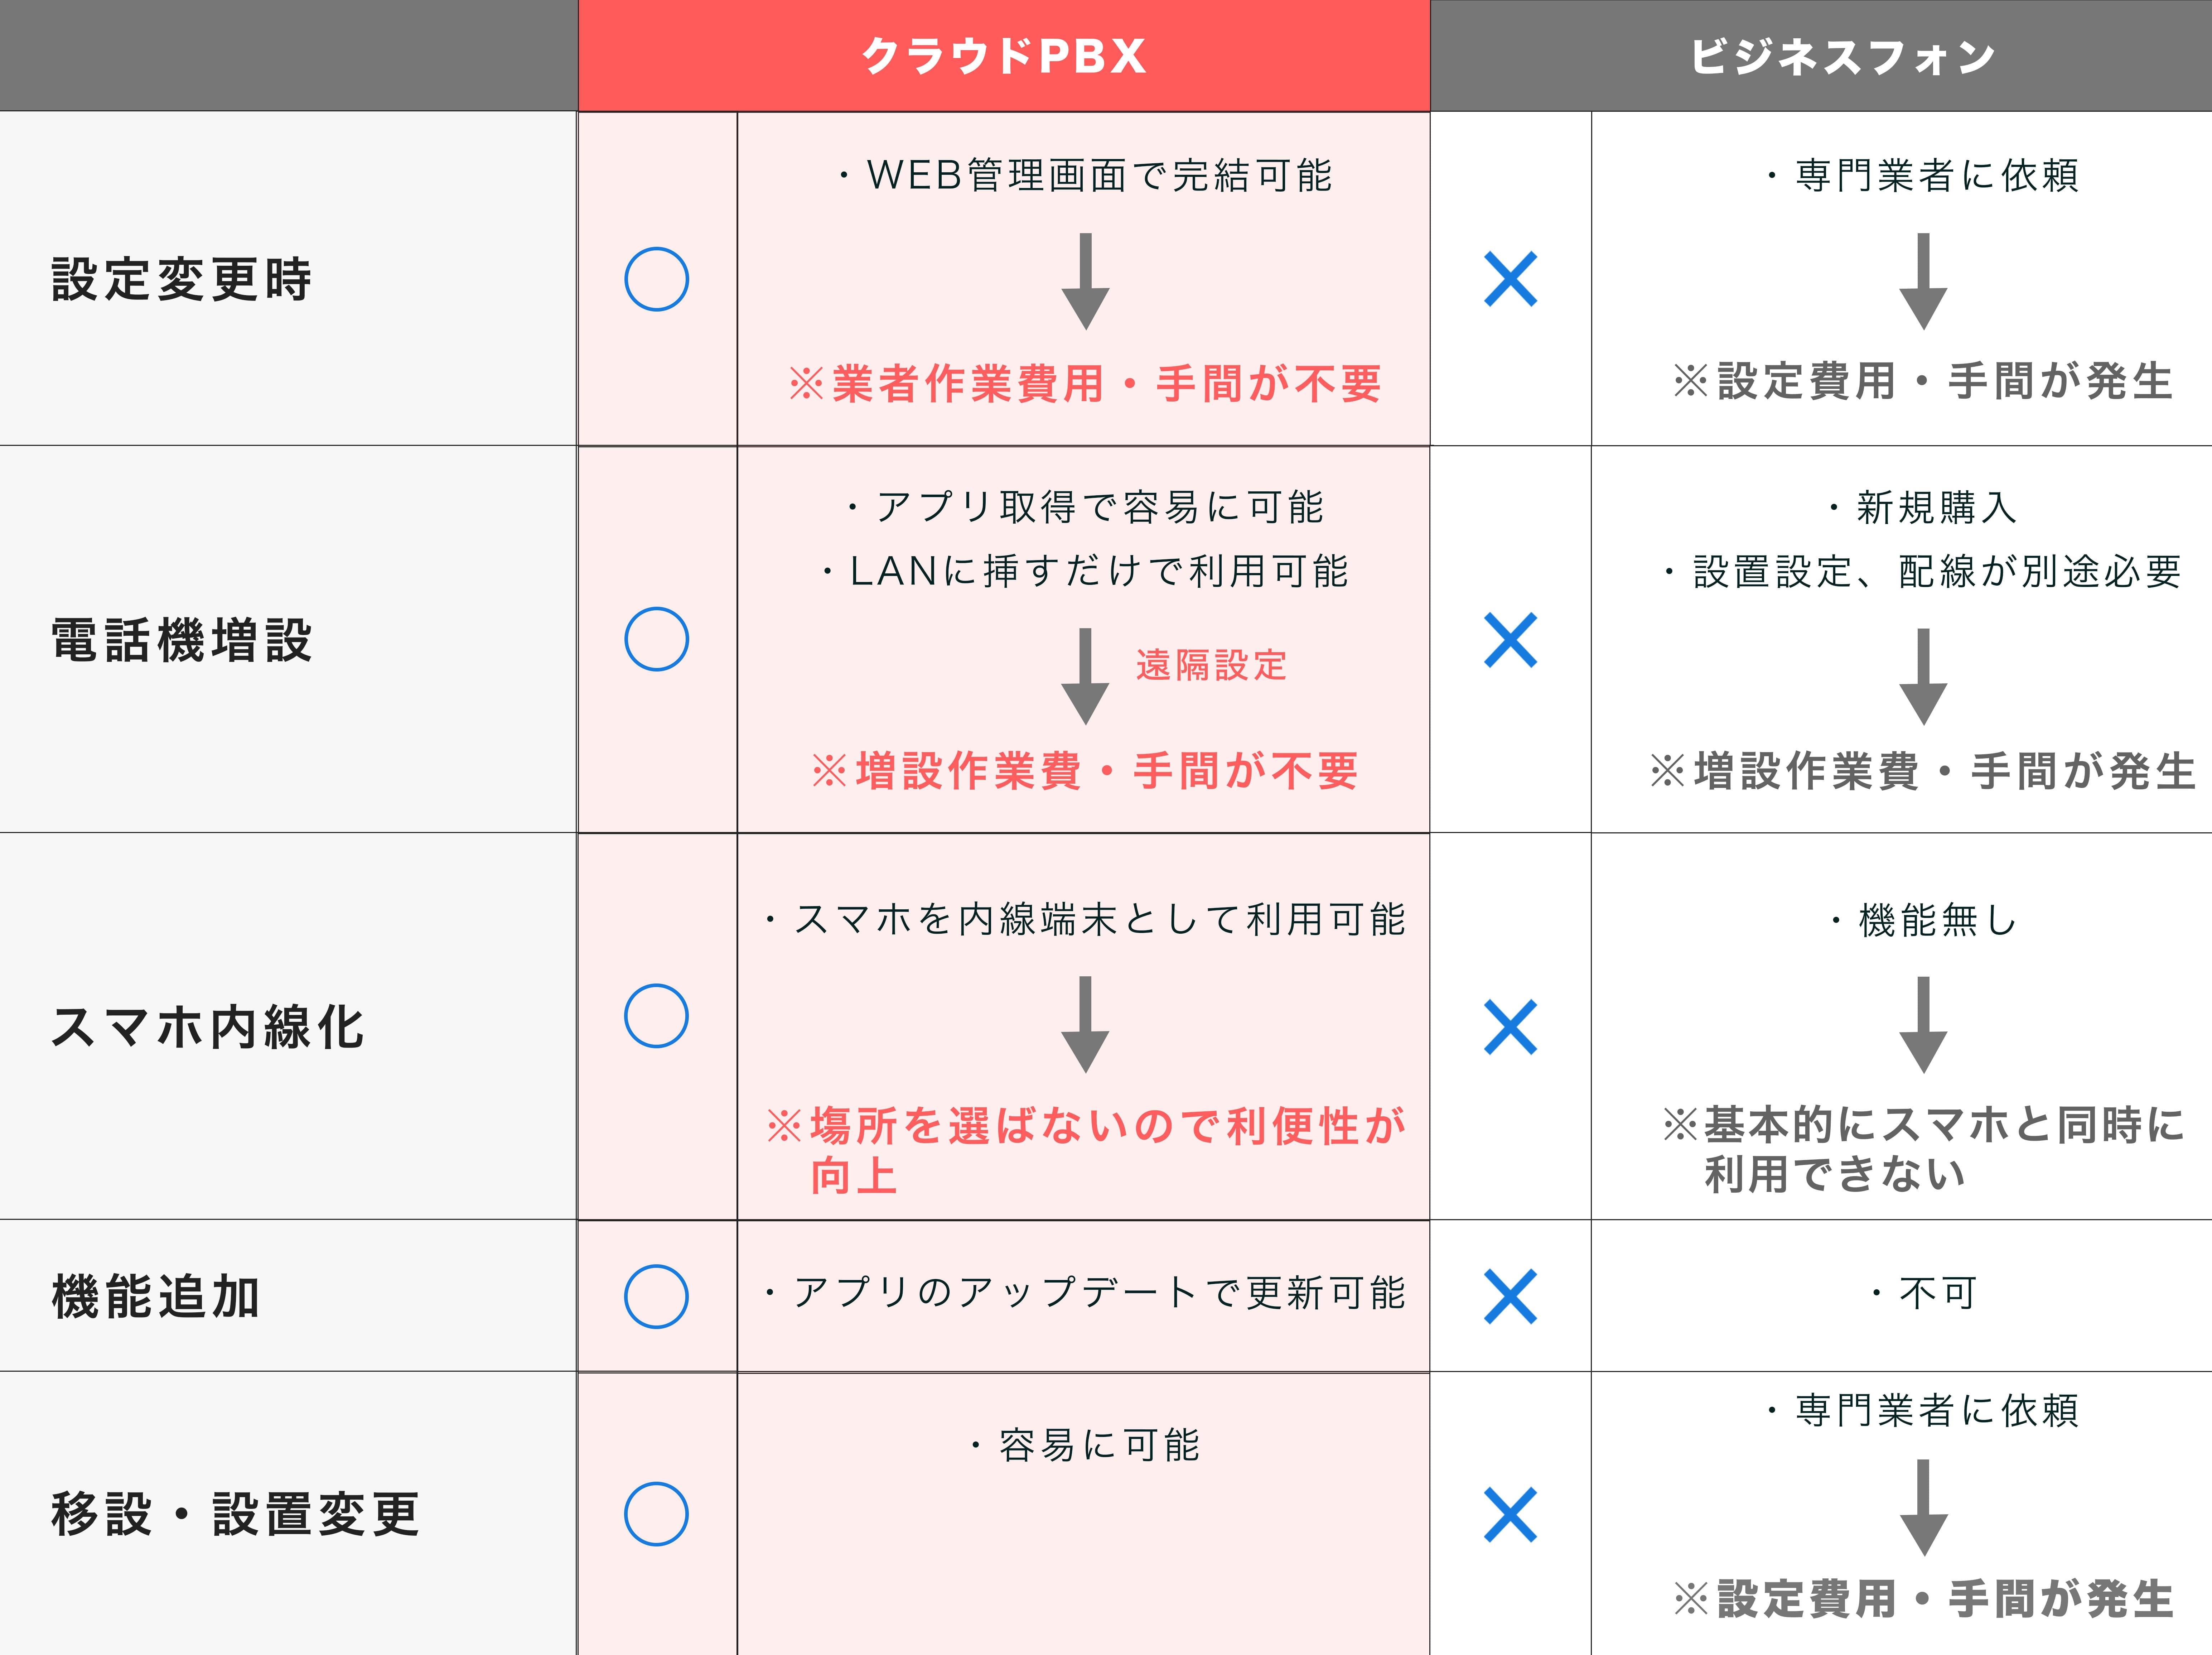 クラウドPBX
ビジネスフォン
設定変更時
○
・WEB管理画面で完結可能
※業者作業費用・手間が不要
×
・専門業者に依頼
※設定費用・手間が発生
電話機増設
○
・アプリ取得で容易に可能
・LANに挿すだけで利用可能
遠隔設定
※増設作業費・手間が不要
×
・新規購入
・設置設定、配線が別途必要
※増設作業費・手間が発生
スマホ内線化
○
・スマホを内線端末として利用可能
※場所を選ばないので利便性が
向上
×
・機能無し
※基本的にスマホと同時に
利用できない
機能追加
○
・アプリのアップデートで更新可能
×
・不可
移設・設置変更
○
・容易に可能
×
・専門業者に依頼
※設定費用・手間が発生